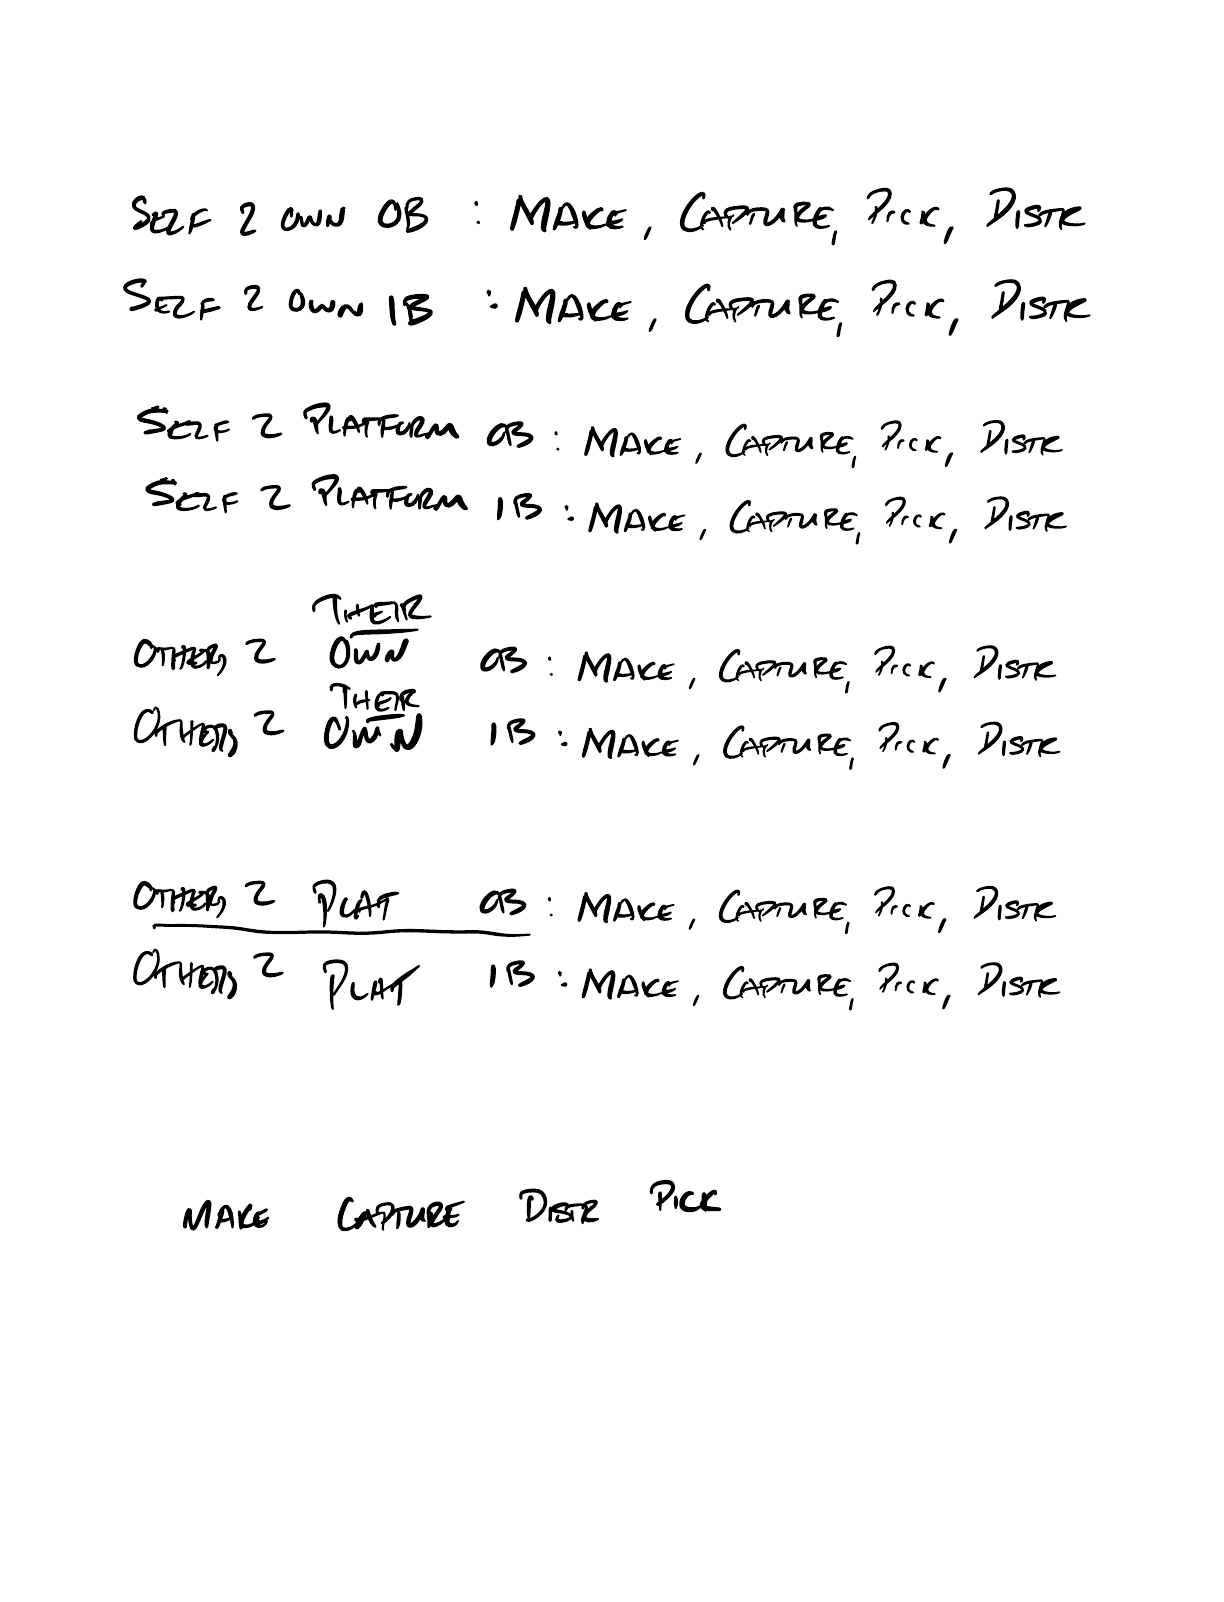 SELF 2 OWN OB : MAKE, CAPTURE, PICK, DISTR
SELF 2 OWN IB : MAKE, CAPTURE, PICK, DISTR
SELF 2 PLATFORM OB : MAKE, CAPTURE, PICK, DISTR
SELF 2 PLATFORM IB : MAKE, CAPTURE, PICK, DISTR
THEIR
OTHERS 2 OWN OB : MAKE, CAPTURE, PICK, DISTR
THEIR
OTHERS 2 OWN IB : MAKE, CAPTURE, PICK, DISTR
OTHERS 2 PLAT OB : MAKE, CAPTURE, PICK, DISTR
OTHERS 2 PLAT IB : MAKE, CAPTURE, PICK, DISTR
MAKE CAPTURE DISTR PICK